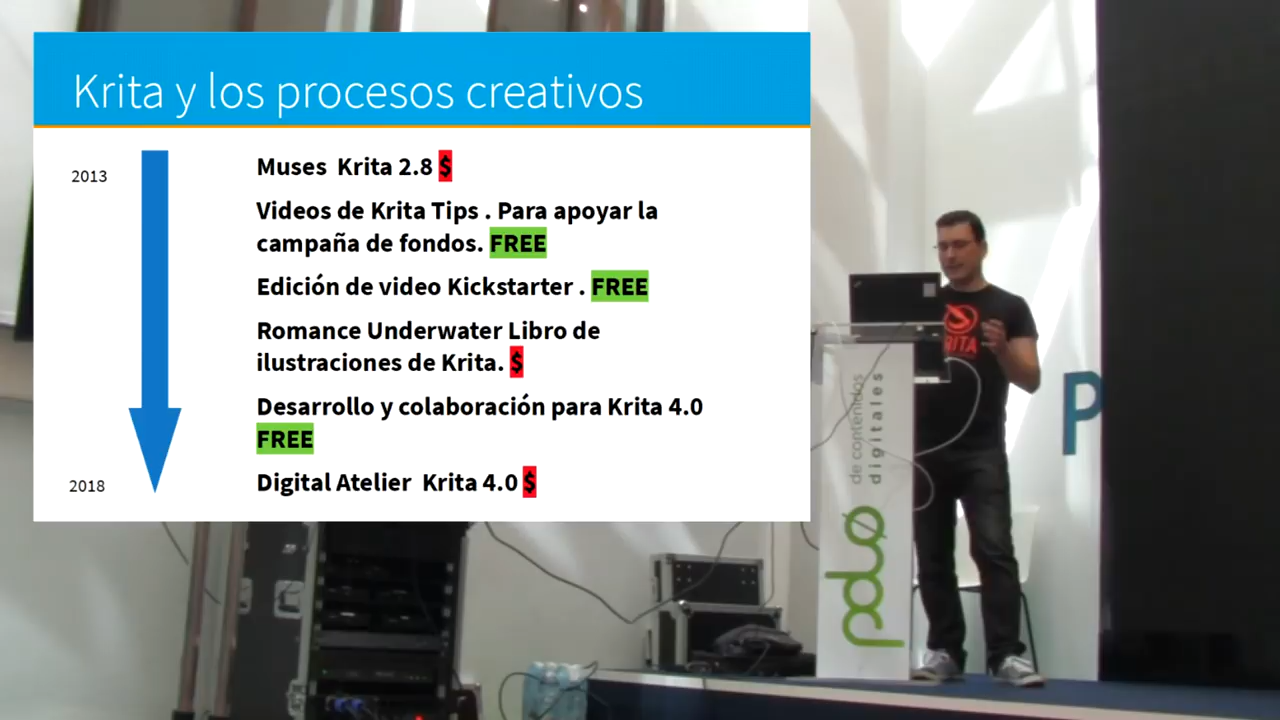 Krita y los procesos creativos
2013
Muses Krita 2.8 $
Videos de Krita Tips . Para apoyar la
campaña de fondos. FREE
Edición de video Kickstarter . FREE
Romance Underwater Libro de
ilustraciones de Krita. $
Desarrollo y colaboración para Krita 4.0
FREE
2018
Digital Atelier Krita 4.0 $
RITA
de contenidos
digitales
pdø
P